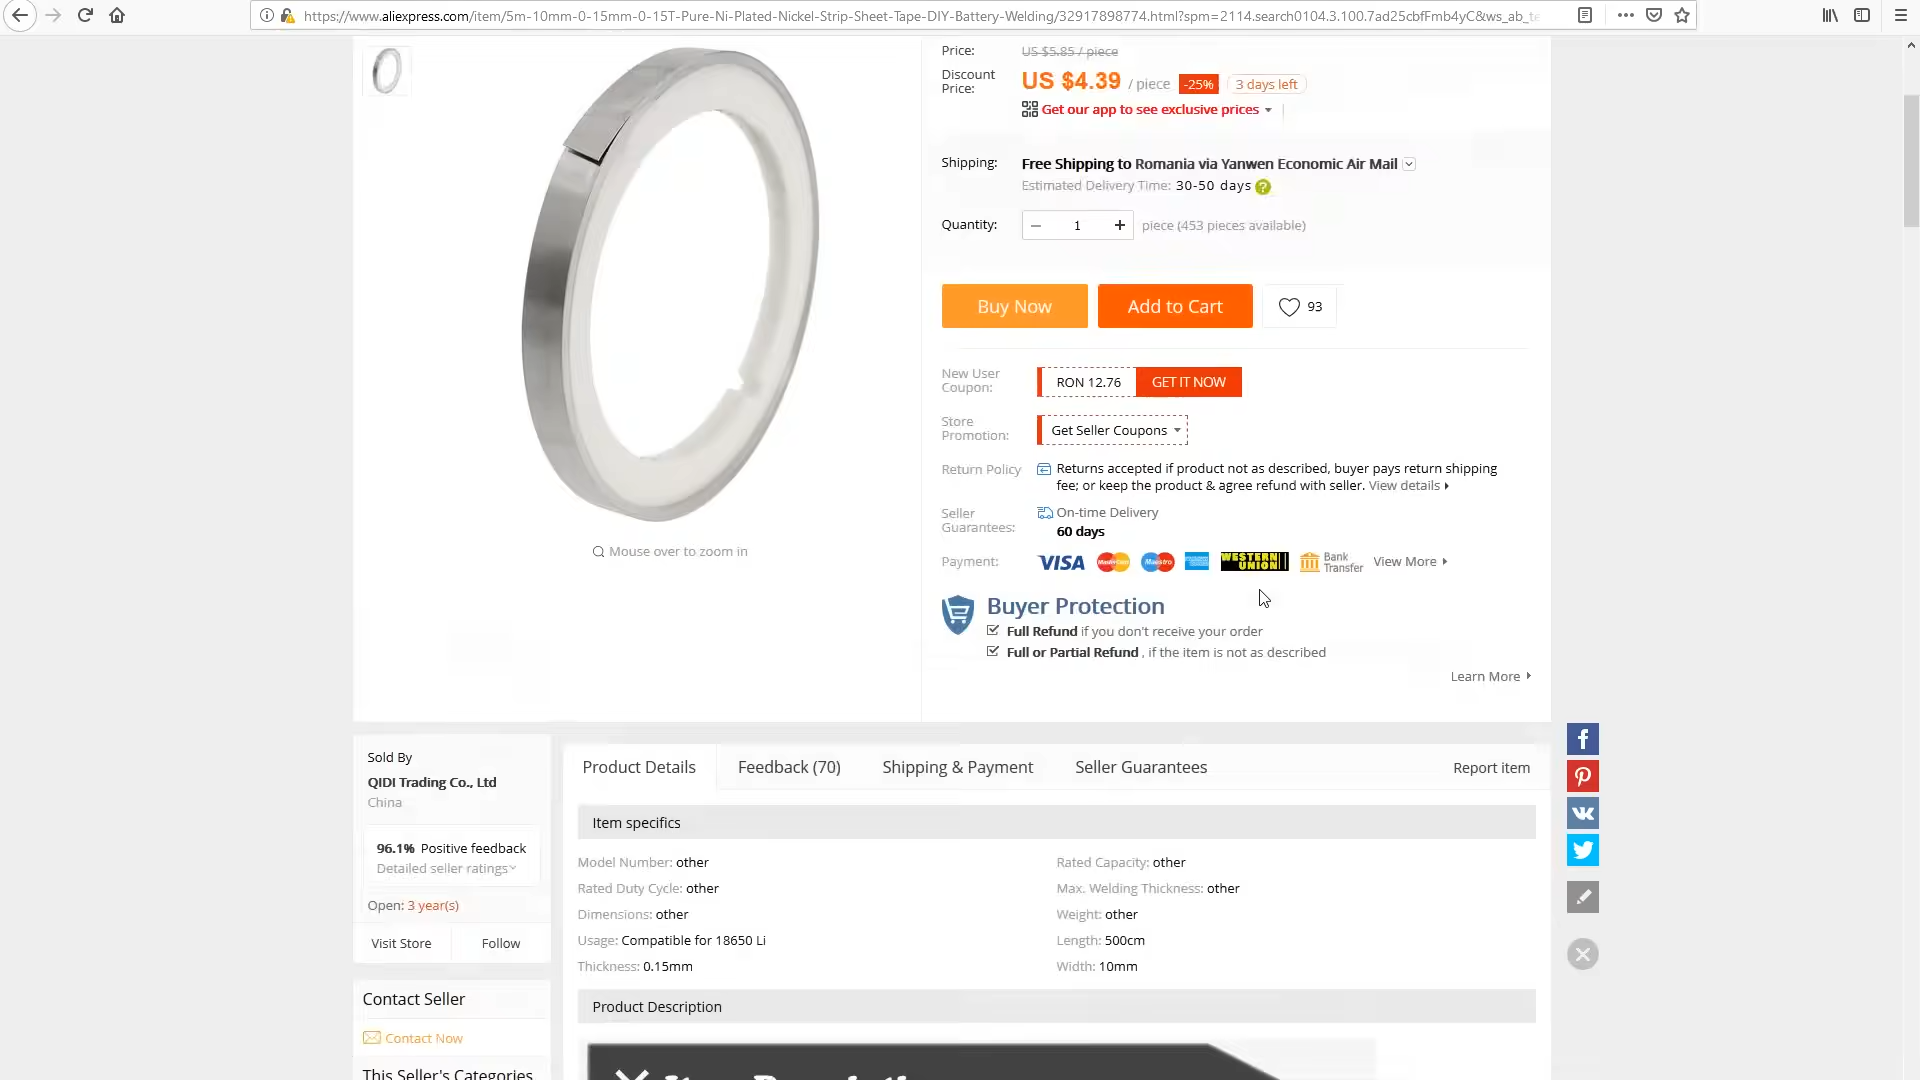 https://www.aliexpress.com/item/5m-10mm-0-15mm-0-15T-Pure-Ni-Plated-Nickel-Strip-Sheet-Tape-DIY-Battery-Welding/32917898774.html?spm=2114.search0104.3.100.7ad25cbfFmb4yC&ws_ab_te
Price: US $5.85 / piece
Discount Price: US $4.39 / piece -25% 3 days left
Get our app to see exclusive prices
Shipping: Free Shipping to Romania via Yanwen Economic Air Mail
Estimated Delivery Time: 30-50 days ?
Quantity: − 1 + piece (453 pieces available)
Buy Now Add to Cart 93
New User Coupon: RON 12.76 GET IT NOW
Store Promotion: Get Seller Coupons
Return Policy Returns accepted if product not as described, buyer pays return shipping
fee; or keep the product & agree refund with seller. View details
Seller Guarantees: On-time Delivery
60 days
Mouse over to zoom in
Payment: VISA MasterCard Maestro AMERICAN EXPRESS WESTERN UNION Bank Transfer View More
Buyer Protection
Full Refund if you don't receive your order
Full or Partial Refund , if the item is not as described
Learn More
Sold By
QIDI Trading Co., Ltd
China
96.1% Positive feedback
Detailed seller ratings
Open: 3 year(s)
Visit Store Follow
Contact Seller
Contact Now
This Seller's Categories
Product Details Feedback (70) Shipping & Payment Seller Guarantees Report item
Item specifics
Model Number: other Rated Capacity: other
Rated Duty Cycle: other Max. Welding Thickness: other
Dimensions: other Weight: other
Usage: Compatible for 18650 Li Length: 500cm
Thickness: 0.15mm Width: 10mm
Product Description